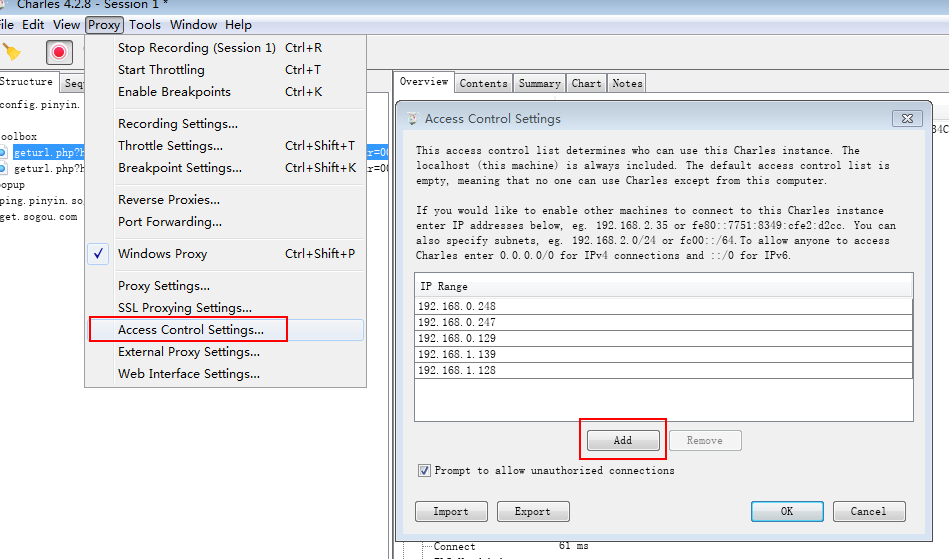 Charles 4.2.8 - Session 1 *
File Edit View Proxy Tools Window Help
Structure
Overview Contents Summary Chart Notes
config.pinyin.
toolbox
geturl.php?h
geturl.php?h
popup
ping.pinyin.sog
get.sogou.com
Stop Recording (Session 1) Ctrl+R
Start Throttling Ctrl+T
Enable Breakpoints Ctrl+K
Recording Settings...
Throttle Settings... Ctrl+Shift+T
Breakpoint Settings... Ctrl+Shift+K
Reverse Proxies...
Port Forwarding...
Windows Proxy Ctrl+Shift+P
Proxy Settings...
SSL Proxying Settings...
Access Control Settings...
External Proxy Settings...
Web Interface Settings...
34C
Access Control Settings
This access control list determines who can use this Charles instance. The
localhost (this machine) is always included. The default access control list is
empty, meaning that no one can use Charles except from this computer.
If you would like to enable other machines to connect to this Charles instance
enter IP addresses below, eg. 192.168.2.35 or fe80::7751:8349:cfe2:d2cc. You can
also specify subnets, eg. 192.168.2.0/24 or fc00::/64.To allow anyone to access
Charles enter 0.0.0.0/0 for IPv4 connections and ::/0 for IPv6.
IP Range
192.168.0.248
192.168.0.247
192.168.0.129
192.168.1.139
192.168.1.128
Add Remove
Prompt to allow unauthorized connections
Import Export OK Cancel
Connect 61 ms